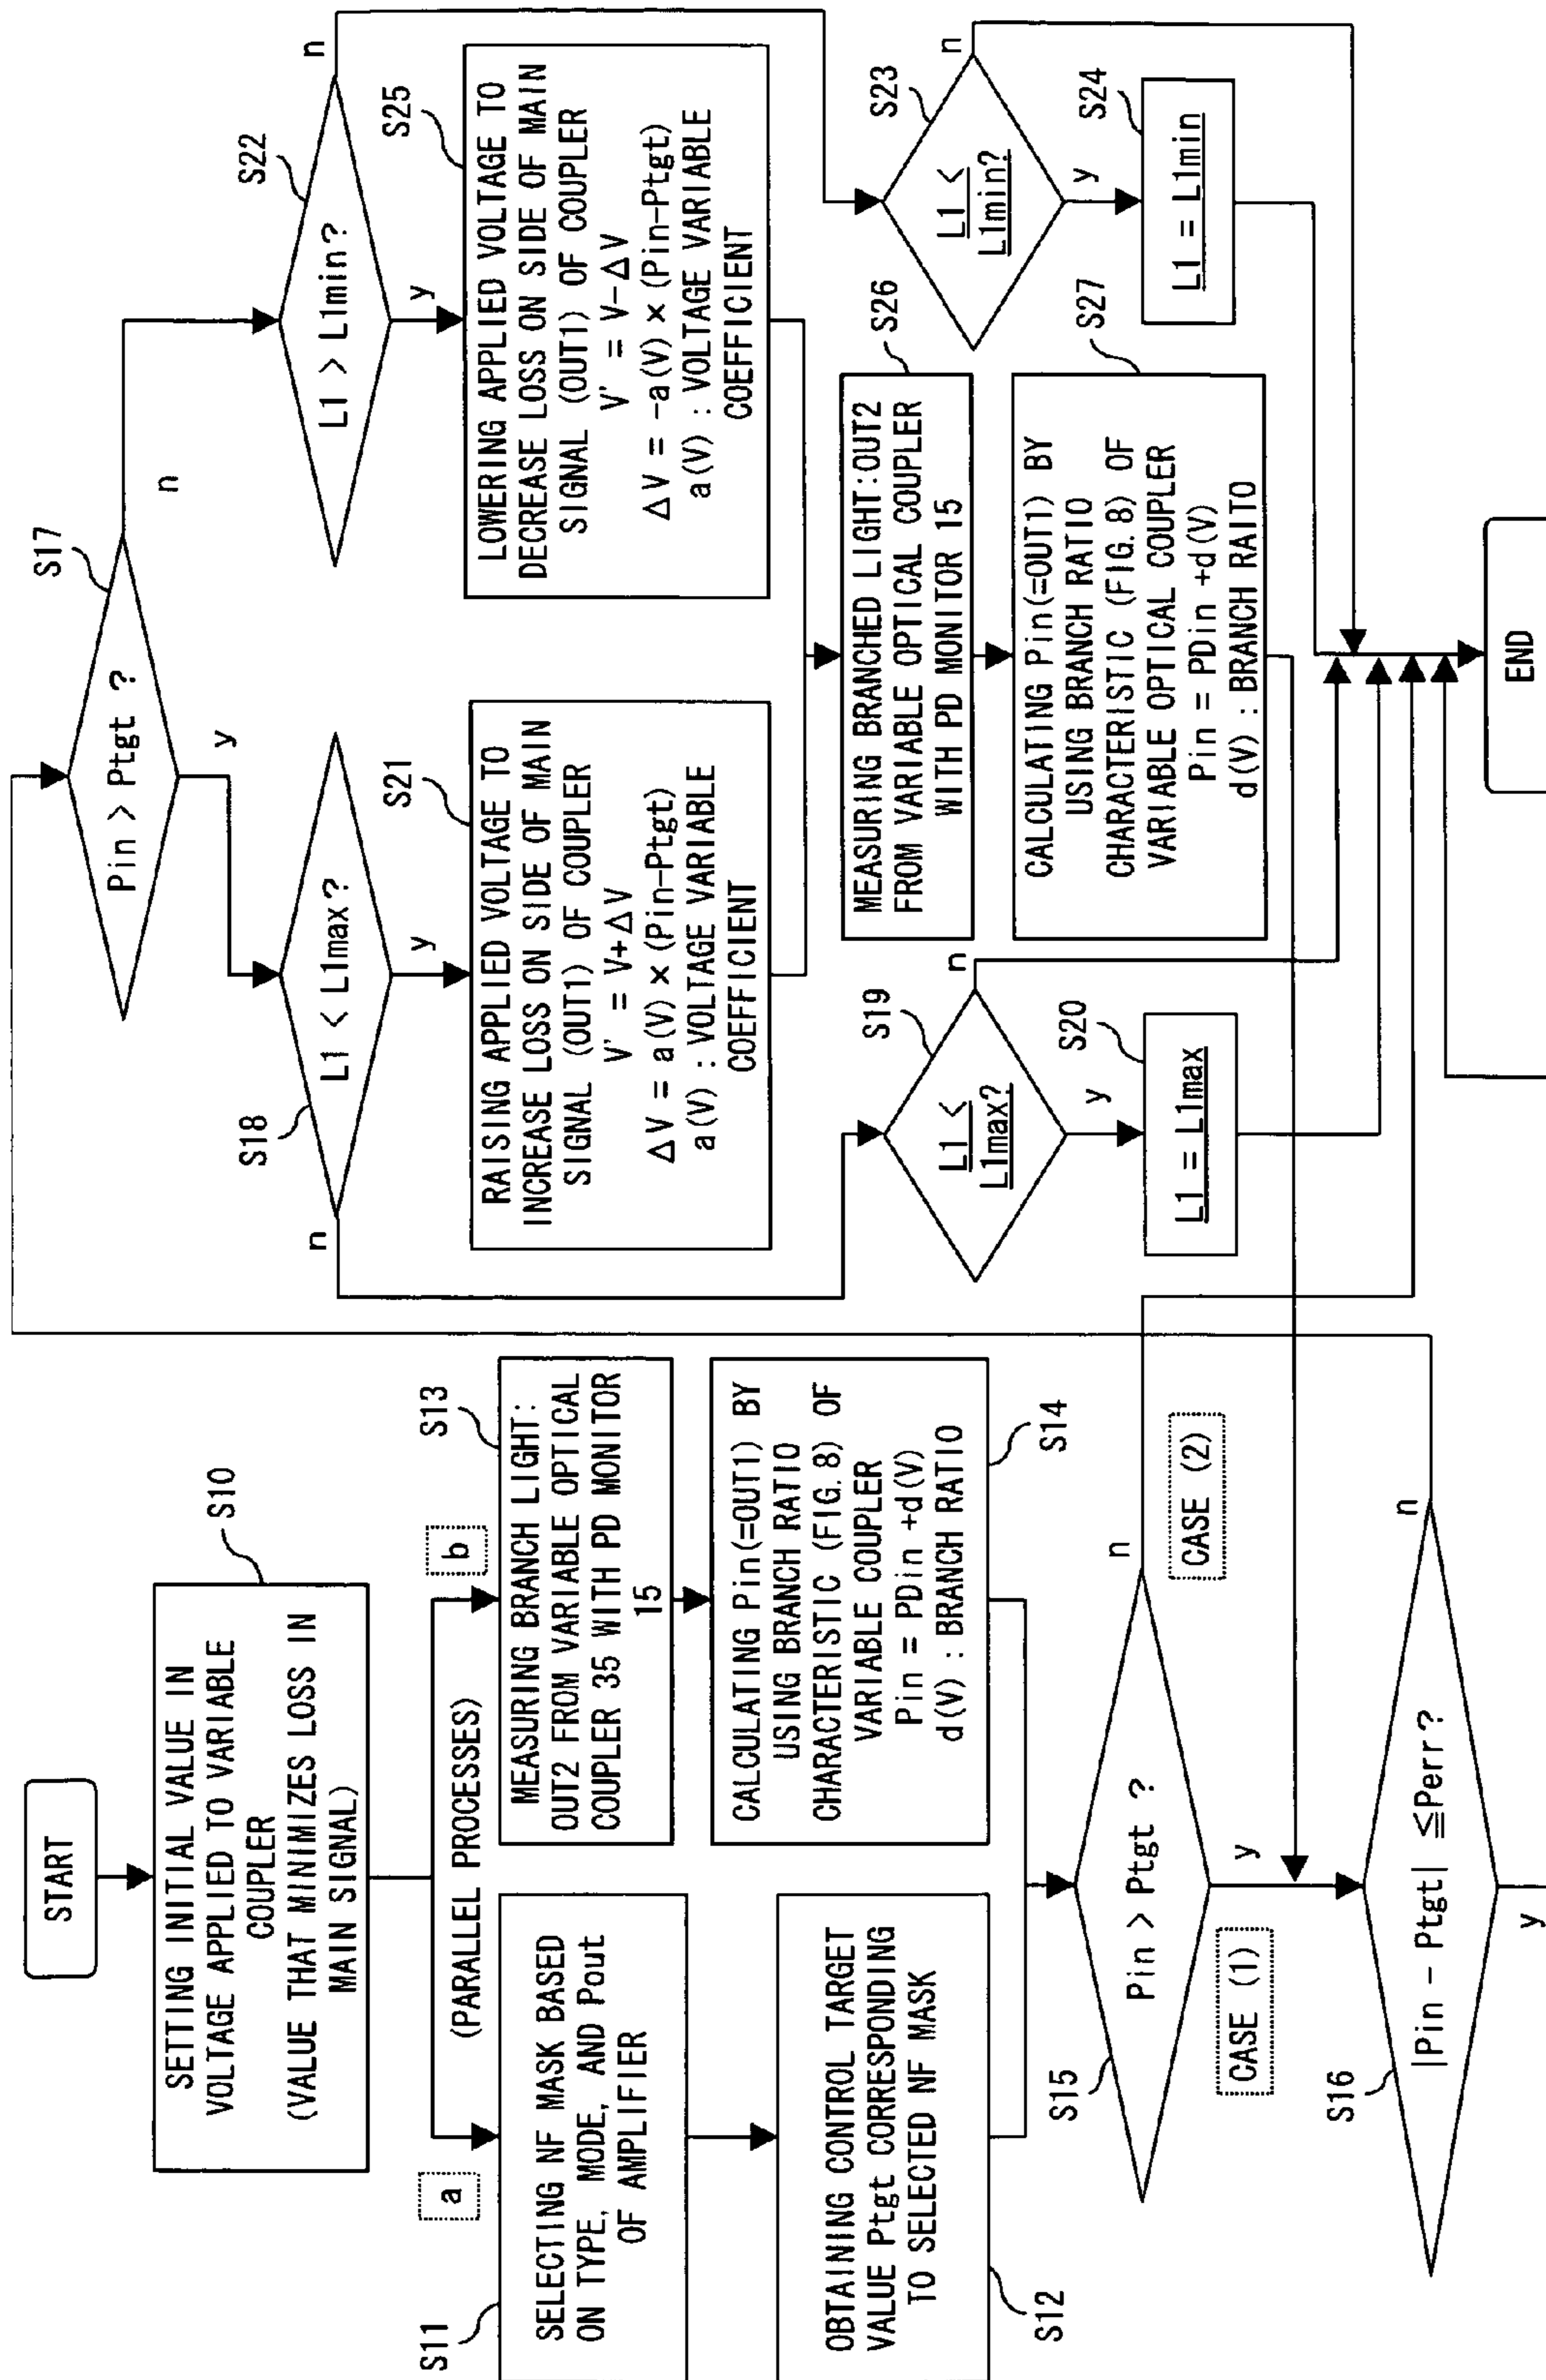 START
SETTING INITIAL VALUE IN
VOLTAGE APPLIED TO VARIABLE
COUPLER
(VALUE THAT MINIMIZES LOSS IN
MAIN SIGNAL)
S10
(PARALLEL PROCESSES)
a
b
S11
SELECTING NF MASK BASED
ON TYPE, MODE, AND Pout
OF AMPLIFIER
OBTAINING CONTROL TARGET
VALUE Ptgt CORRESPONDING
TO SELECTED NF MASK
S12
S13
MEASURING BRANCH LIGHT:
OUT2 FROM VARIABLE OPTICAL
COUPLER 35 WITH PD MONITOR
15
CALCULATING Pin(=OUT1) BY
USING BRANCH RATIO
CHARACTERISTIC (FIG. 8) OF
VARIABLE COUPLER
Pin = PDin +d(V)
d(V) : BRANCH RATIO
S14
S15
Pin > Ptgt ?
n
y
CASE (1)
CASE (2)
S16
|Pin - Ptgt| ≦Perr?
n
y
S17
Pin > Ptgt ?
n
y
S18
L1 < L1max?
n
y
S21
RAISING APPLIED VOLTAGE TO
INCREASE LOSS ON SIDE OF MAIN
SIGNAL (OUT1) OF COUPLER
V' = V+ΔV
ΔV = a(V) × (Pin-Ptgt)
a(V) : VOLTAGE VARIABLE
COEFFICIENT
S19
L1 <
L1max?
n
y
S20
L1 = L1max
S22
L1 > L1min?
n
y
S25
LOWERING APPLIED VOLTAGE TO
DECREASE LOSS ON SIDE OF MAIN
SIGNAL (OUT1) OF COUPLER
V' = V-ΔV
ΔV = -a(V) × (Pin-Ptgt)
a(V) : VOLTAGE VARIABLE
COEFFICIENT
S26
MEASURING BRANCHED LIGHT:OUT2
FROM VARIABLE OPTICAL COUPLER
WITH PD MONITOR 15
S27
CALCULATING Pin(=OUT1) BY
USING BRANCH RATIO
CHARACTERISTIC (FIG. 8) OF
VARIABLE OPTICAL COUPLER
Pin = PDin +d(V)
d(V) : BRANCH RAITO
S23
L1 <
L1min?
n
y
S24
L1 = L1min
END